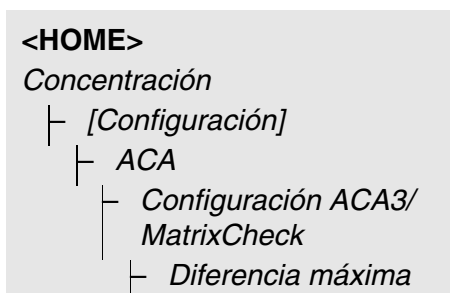 <HOME>
Concentración
[Configuración]
ACA
Configuración ACA3/
MatrixCheck
Diferencia máxima